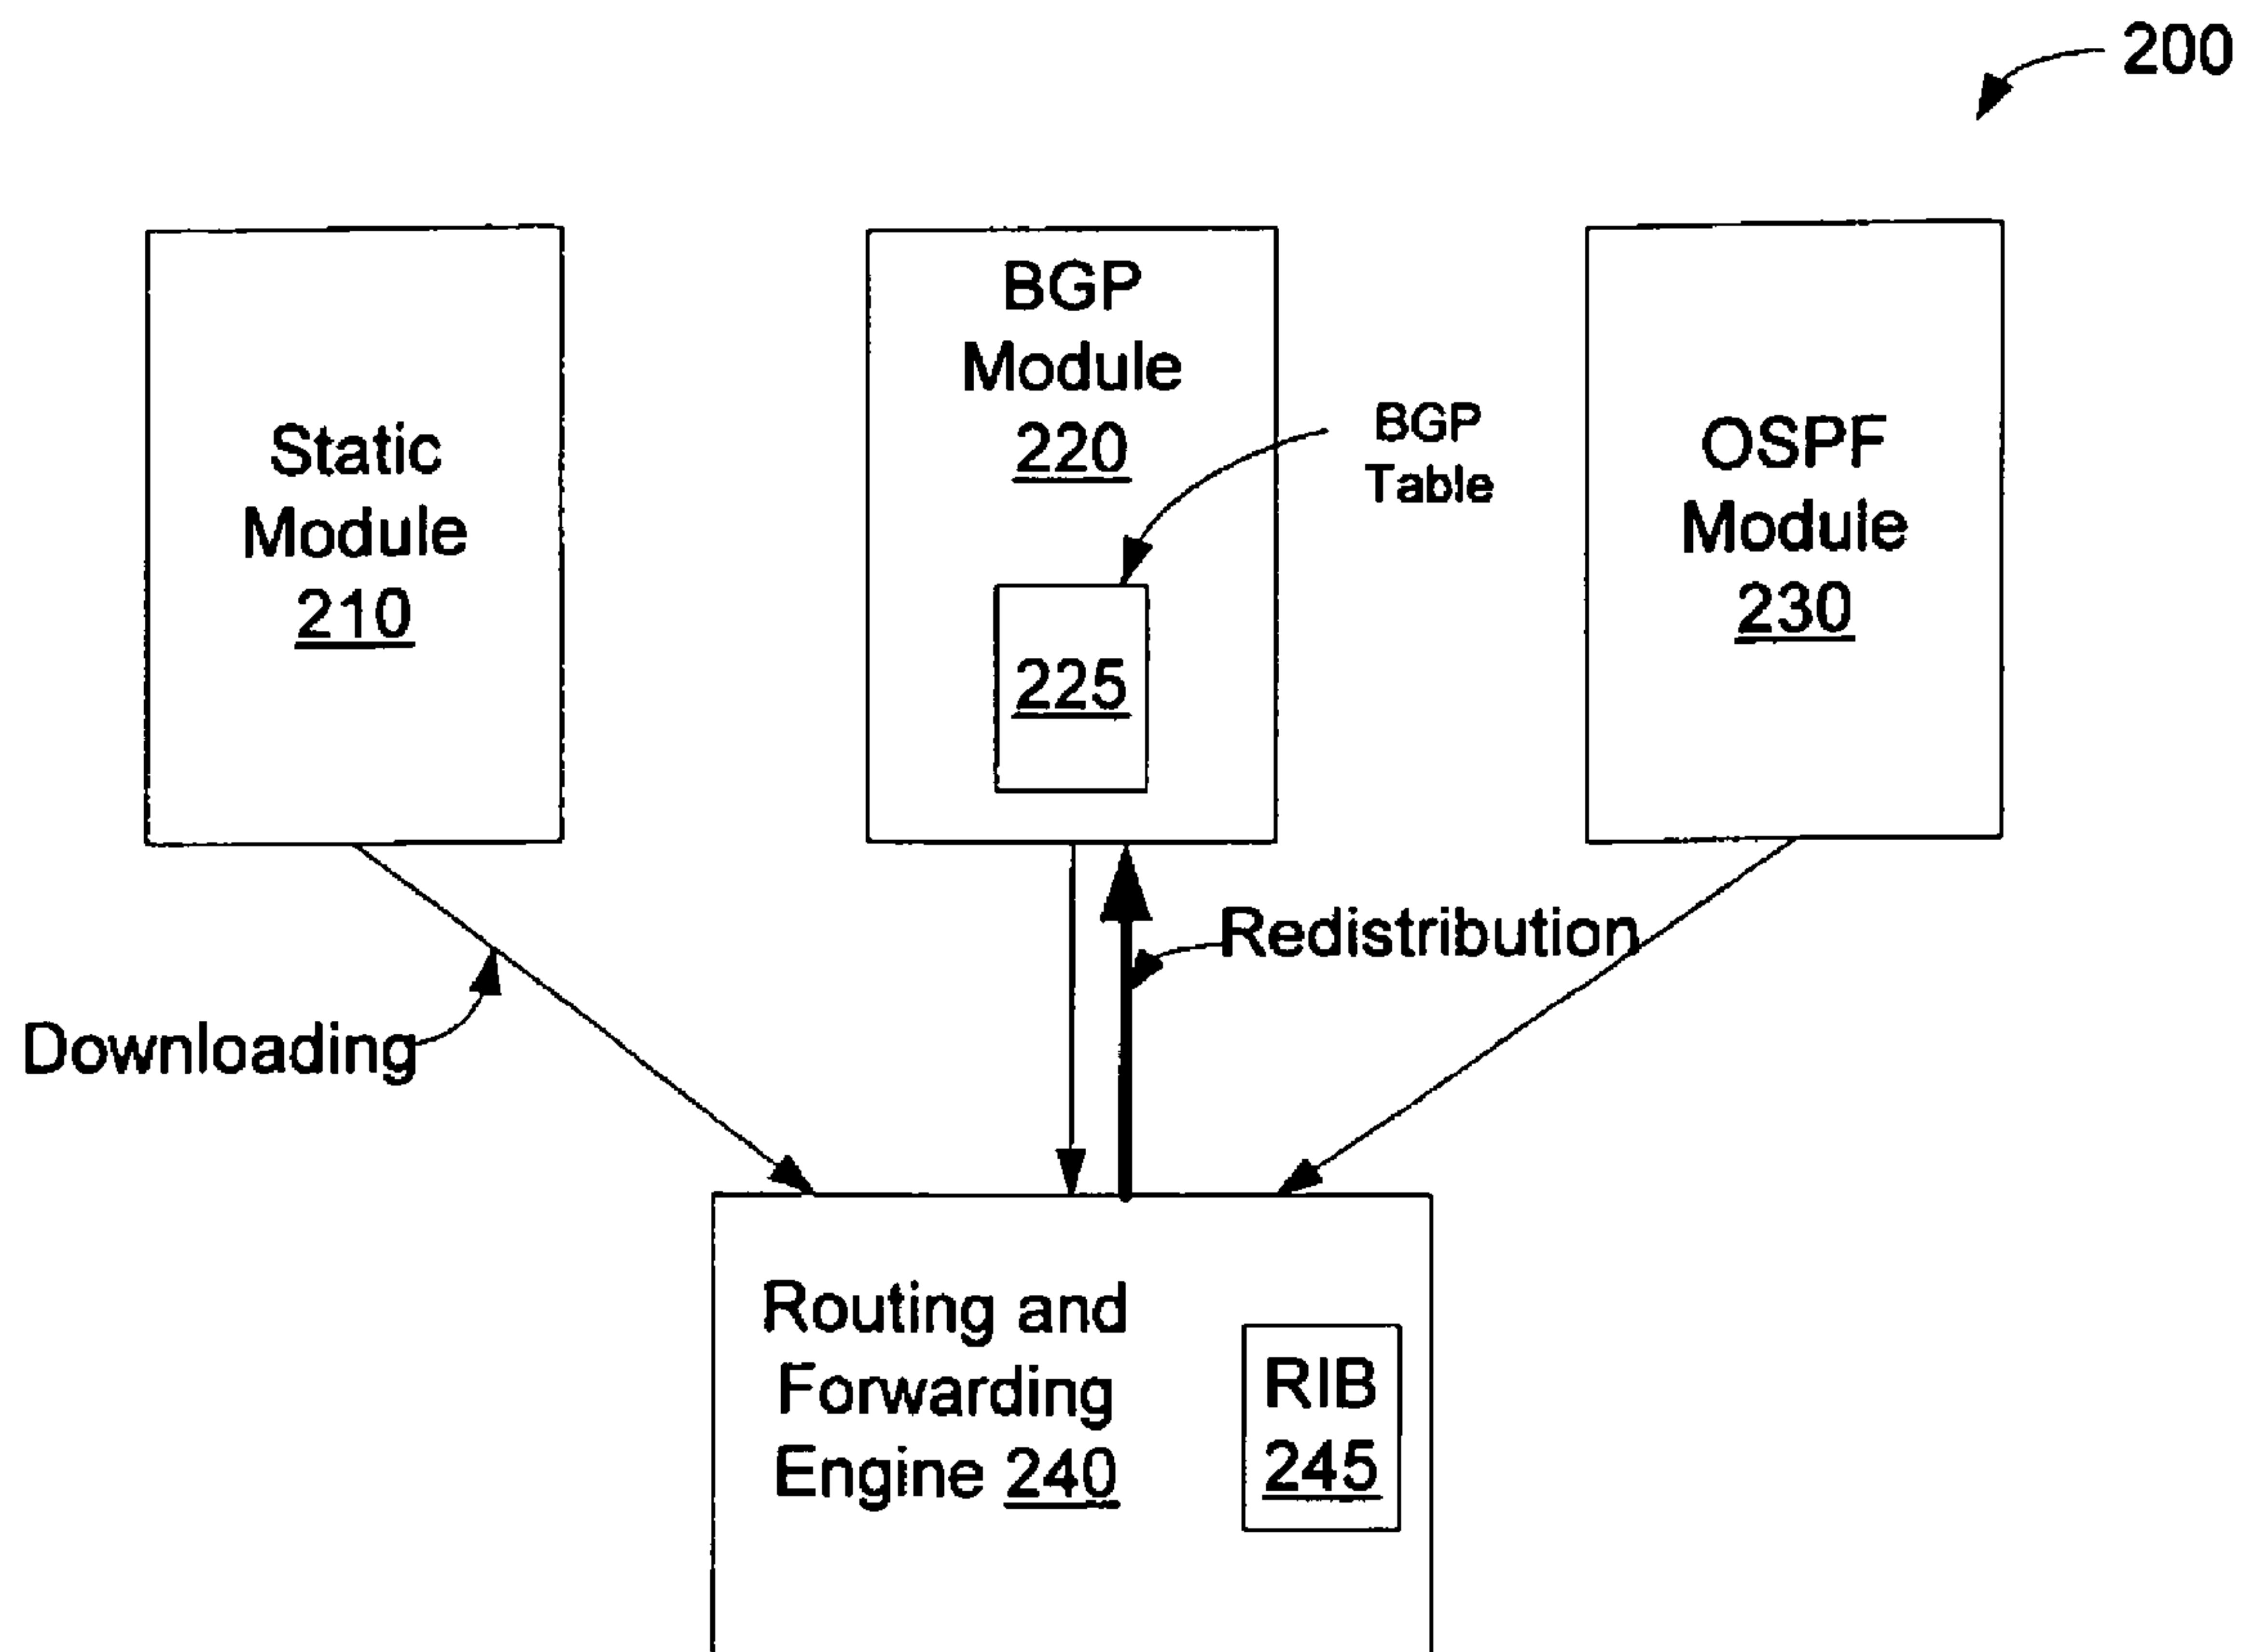 200
Static
Module
210
BGP
Module
220
BGP
Table
225
OSPF
Module
230
Redistribution
Downloading
Routing and
Forwarding
Engine 240
RIB
245